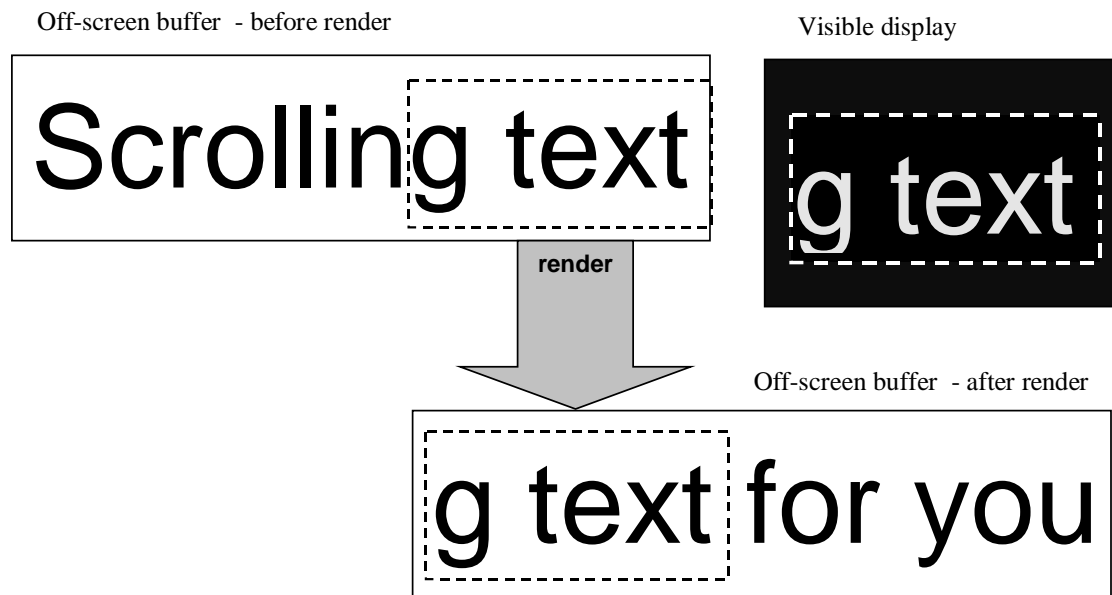 Off-screen buffer - before render
Visible display
Scrolling text
g text
render
Off-screen buffer - after render
g text for you